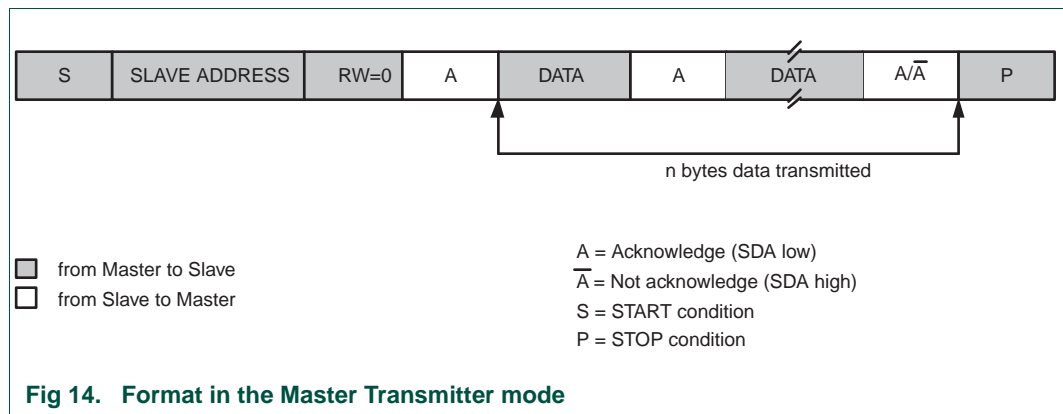 S SLAVE ADDRESS RW=0 A DATA A DATA A/A̅ P
n bytes data transmitted
from Master to Slave
from Slave to Master
A = Acknowledge (SDA low)
A̅ = Not acknowledge (SDA high)
S = START condition
P = STOP condition
Fig 14. Format in the Master Transmitter mode